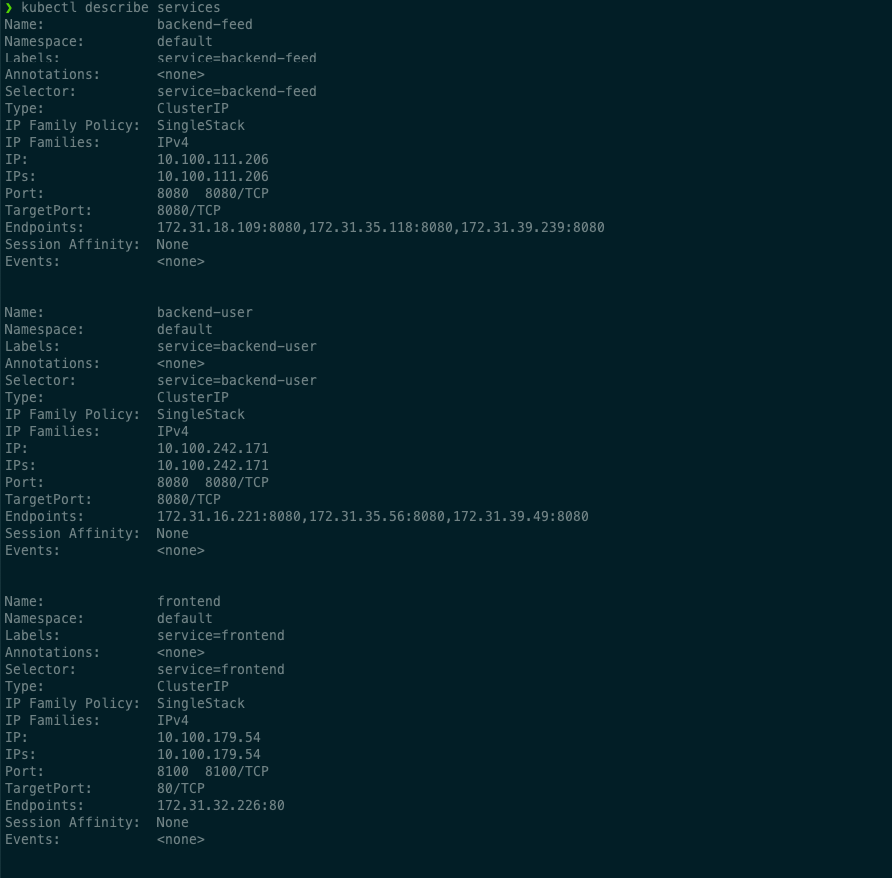 ❯ kubectl describe services
Name:              backend-feed
Namespace:         default
Labels:            service=backend-feed
Annotations:       <none>
Selector:          service=backend-feed
Type:              ClusterIP
IP Family Policy:  SingleStack
IP Families:       IPv4
IP:                10.100.111.206
IPs:               10.100.111.206
Port:              8080  8080/TCP
TargetPort:        8080/TCP
Endpoints:         172.31.18.109:8080,172.31.35.118:8080,172.31.39.239:8080
Session Affinity:  None
Events:            <none>

Name:              backend-user
Namespace:         default
Labels:            service=backend-user
Annotations:       <none>
Selector:          service=backend-user
Type:              ClusterIP
IP Family Policy:  SingleStack
IP Families:       IPv4
IP:                10.100.242.171
IPs:               10.100.242.171
Port:              8080  8080/TCP
TargetPort:        8080/TCP
Endpoints:         172.31.16.221:8080,172.31.35.56:8080,172.31.39.49:8080
Session Affinity:  None
Events:            <none>

Name:              frontend
Namespace:         default
Labels:            service=frontend
Annotations:       <none>
Selector:          service=frontend
Type:              ClusterIP
IP Family Policy:  SingleStack
IP Families:       IPv4
IP:                10.100.179.54
IPs:               10.100.179.54
Port:              8100  8100/TCP
TargetPort:        80/TCP
Endpoints:         172.31.32.226:80
Session Affinity:  None
Events:            <none>